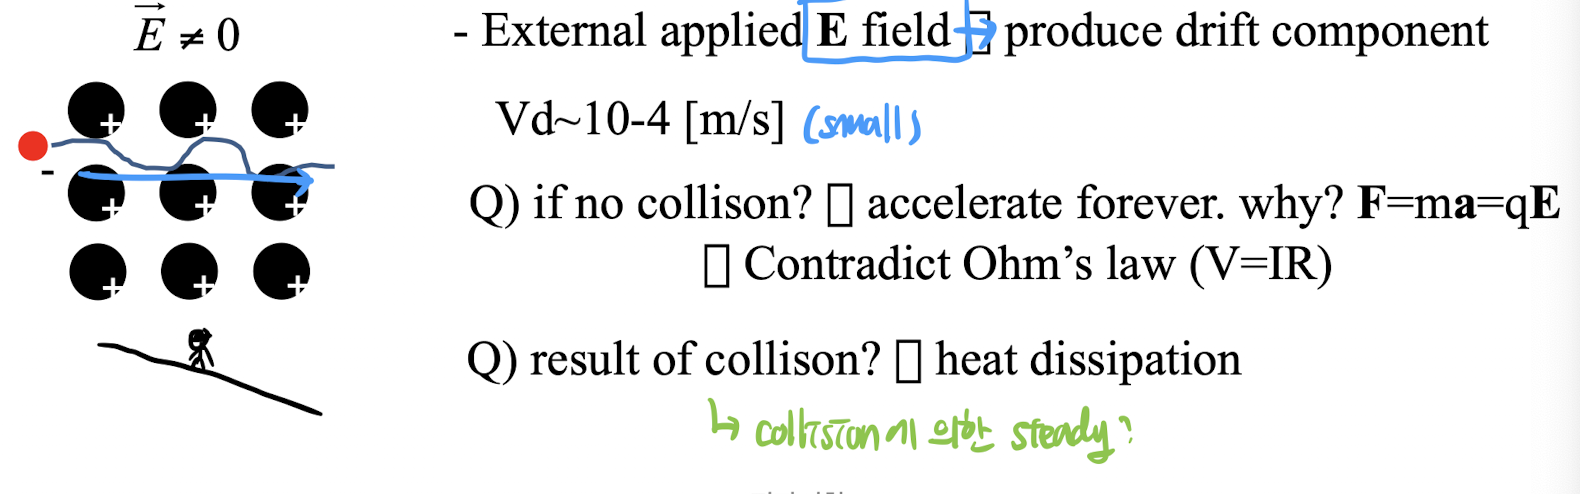 E ≠ 0
- External applied E field → produce drift component
Vd~10-4 [m/s] (small)
Q) if no collison? ▯ accelerate forever. why? F=ma=qE
▯ Contradict Ohm's law (V=IR)
Q) result of collison? ▯ heat dissipation
↳ collision에 의한 steady?
+ + +
-
+ + +
+ + +